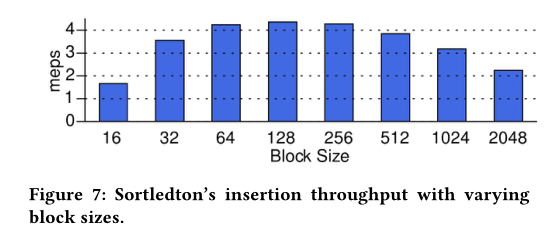 4
3
2
1
0
meps
16 32 64 128 256 512 1024 2048
Block Size
Figure 7: Sortledton's insertion throughput with varying
block sizes.